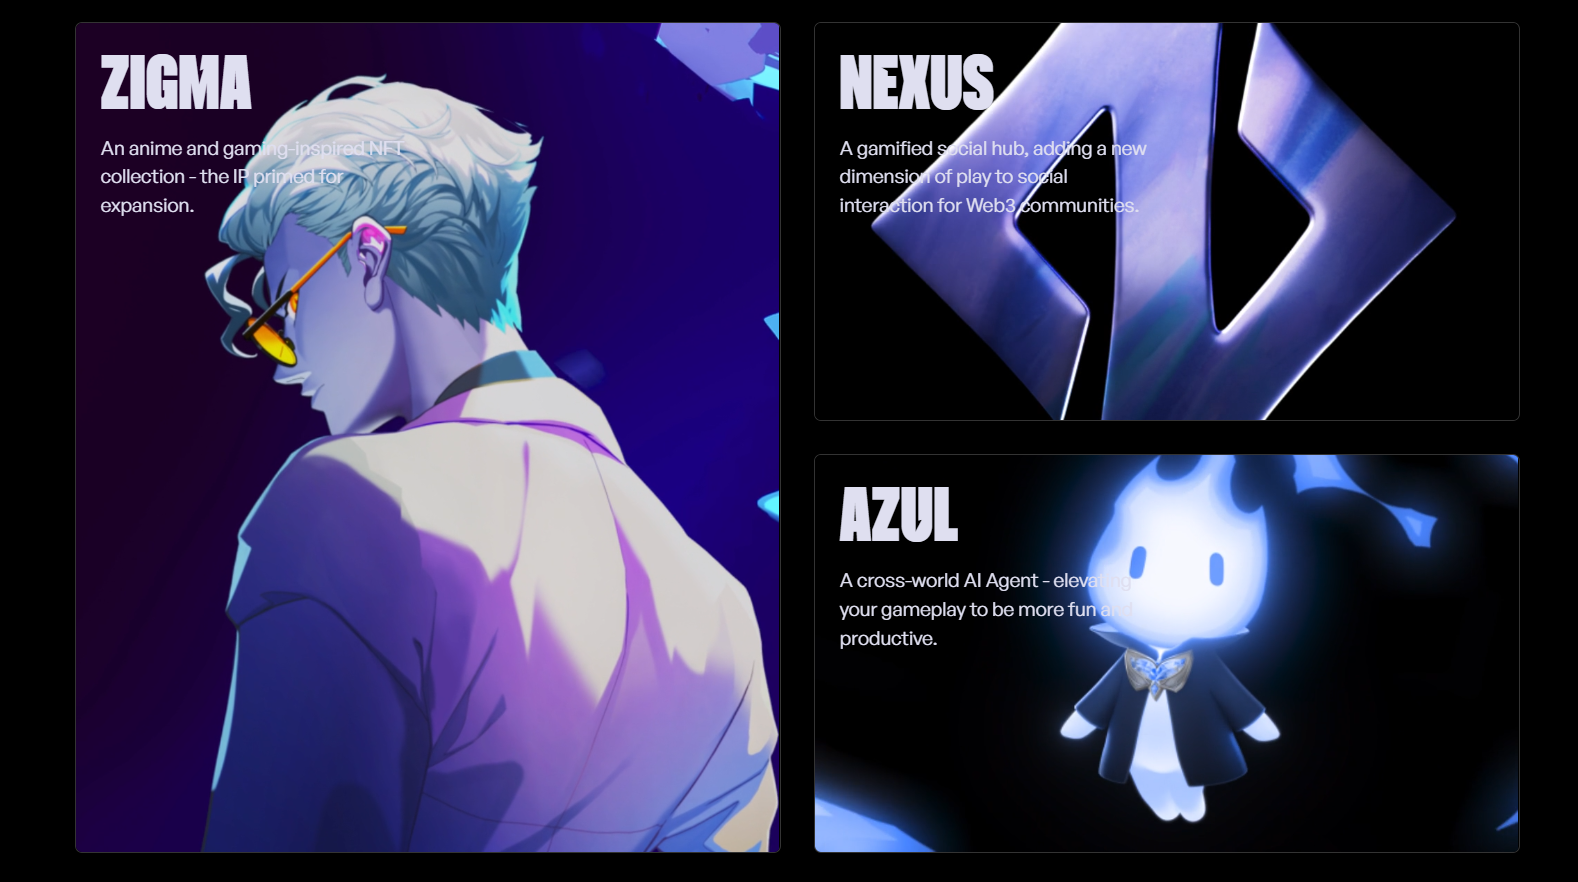 ZIGMA
An anime and gaming-inspired NFT
collection - the IP primed for
expansion.
NEXUS
A gamified social hub, adding a new
dimension of play to social
interaction for Web3 communities.
AZUL
A cross-world AI Agent - elevating
your gameplay to be more fun and
productive.